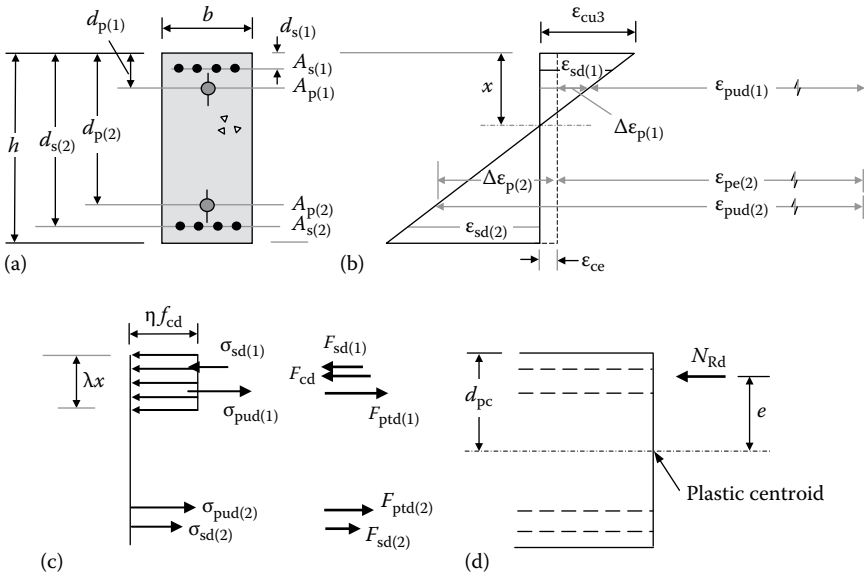 b
d_s(1)
d_p(1)
A_s(1)
A_p(1)
d_p(2)
d_s(2)
h
A_p(2)
A_s(2)
(a)
ε_cu3
ε_sd(1)
x
ε_pud(1)
Δε_p(1)
Δε_p(2)
ε_pe(2)
ε_pud(2)
ε_sd(2)
ε_ce
(b)
η f_cd
σ_sd(1)
λx
σ_pud(1)
σ_pud(2)
σ_sd(2)
F_sd(1)
F_cd
F_ptd(1)
F_ptd(2)
F_sd(2)
(c)
N_Rd
d_pc
e
Plastic centroid
(d)